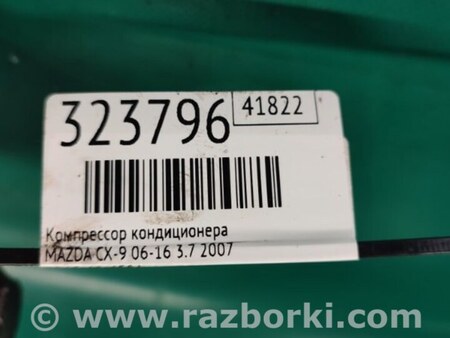 323796
41822
Компрессор кондиционера
MAZDA CX-9 06-16 3.7 2007
© www.razborki.com